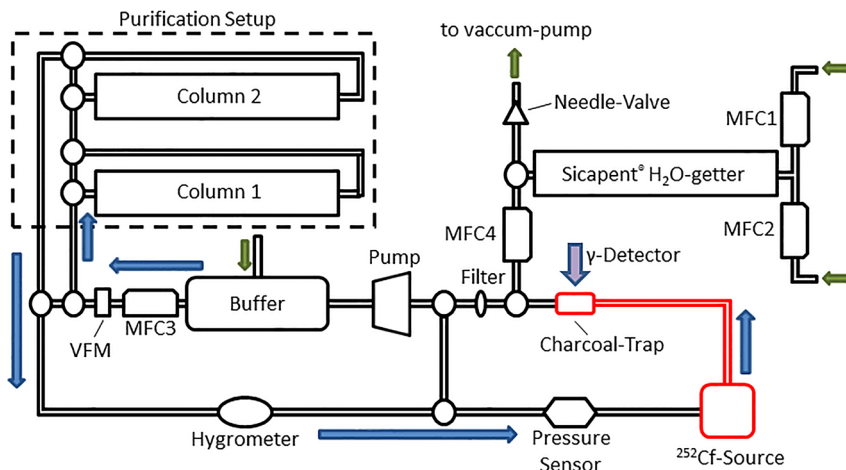 Purification Setup
to vaccum-pump
Column 2
Needle-Valve
MFC1
Column 1
Sicapent® H₂O-getter
MFC4
MFC2
Pump
γ-Detector
Filter
Buffer
MFC3
VFM
Charcoal-Trap
Hygrometer
Pressure
Sensor
²⁵²Cf-Source